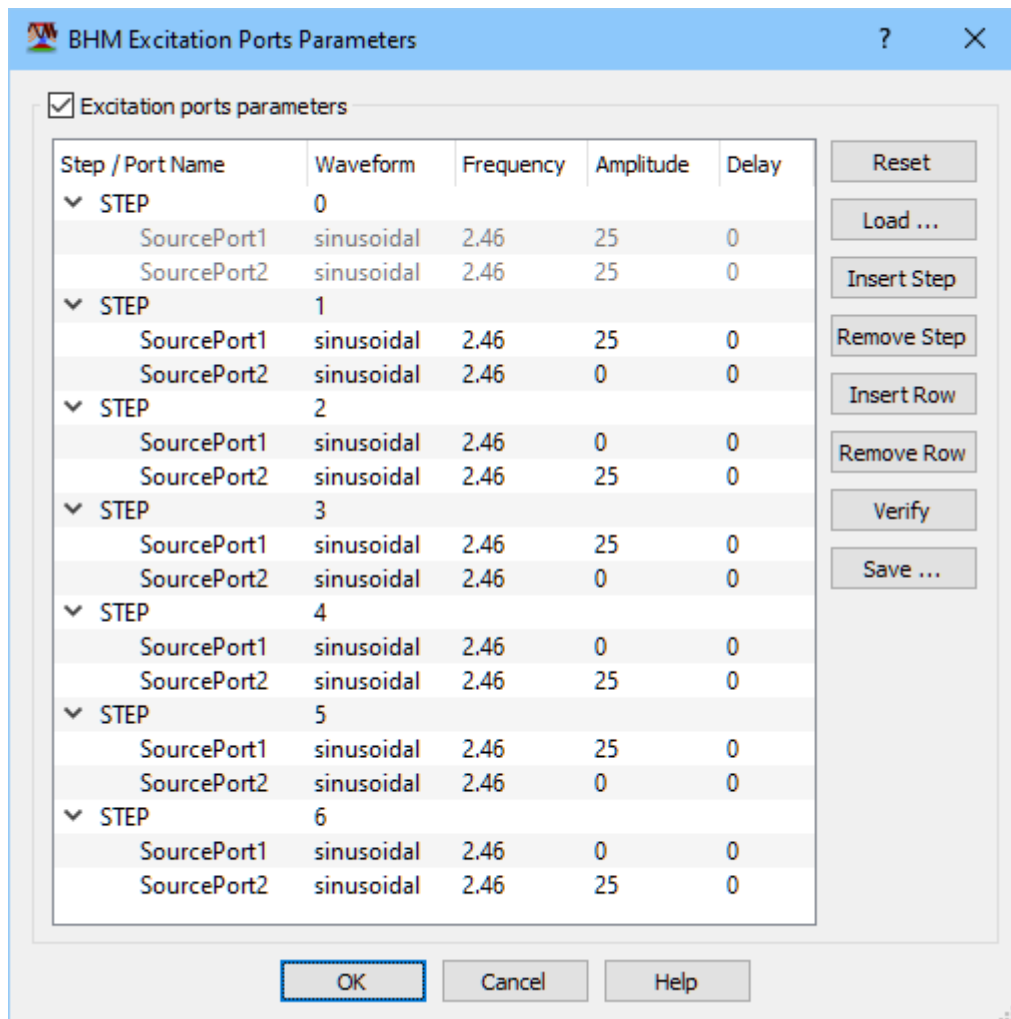 BHM Excitation Ports Parameters ?
Excitation ports parameters
Step / Port Name Waveform Frequency Amplitude Delay
STEP 0
SourcePort1 sinusoidal 2.46 25 0
SourcePort2 sinusoidal 2.46 25 0
STEP 1
SourcePort1 sinusoidal 2.46 25 0
SourcePort2 sinusoidal 2.46 0 0
STEP 2
SourcePort1 sinusoidal 2.46 0 0
SourcePort2 sinusoidal 2.46 25 0
STEP 3
SourcePort1 sinusoidal 2.46 25 0
SourcePort2 sinusoidal 2.46 0 0
STEP 4
SourcePort1 sinusoidal 2.46 0 0
SourcePort2 sinusoidal 2.46 25 0
STEP 5
SourcePort1 sinusoidal 2.46 25 0
SourcePort2 sinusoidal 2.46 0 0
STEP 6
SourcePort1 sinusoidal 2.46 0 0
SourcePort2 sinusoidal 2.46 25 0
Reset
Load ...
Insert Step
Remove Step
Insert Row
Remove Row
Verify
Save ...
OK Cancel Help